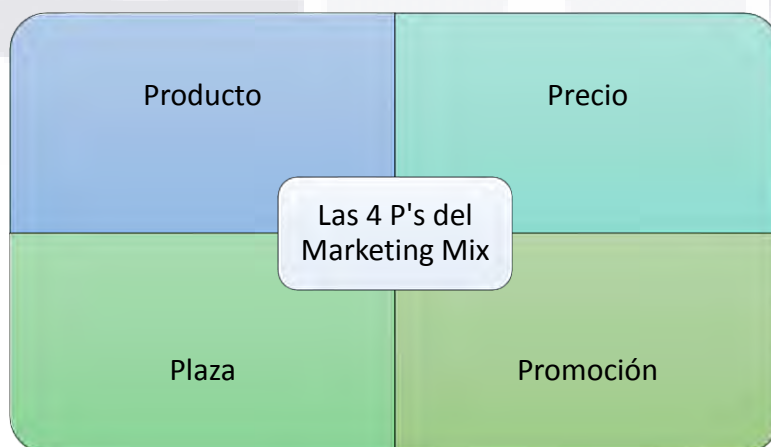 Producto
Precio
Las 4 P's del
Marketing Mix
Plaza
Promoción